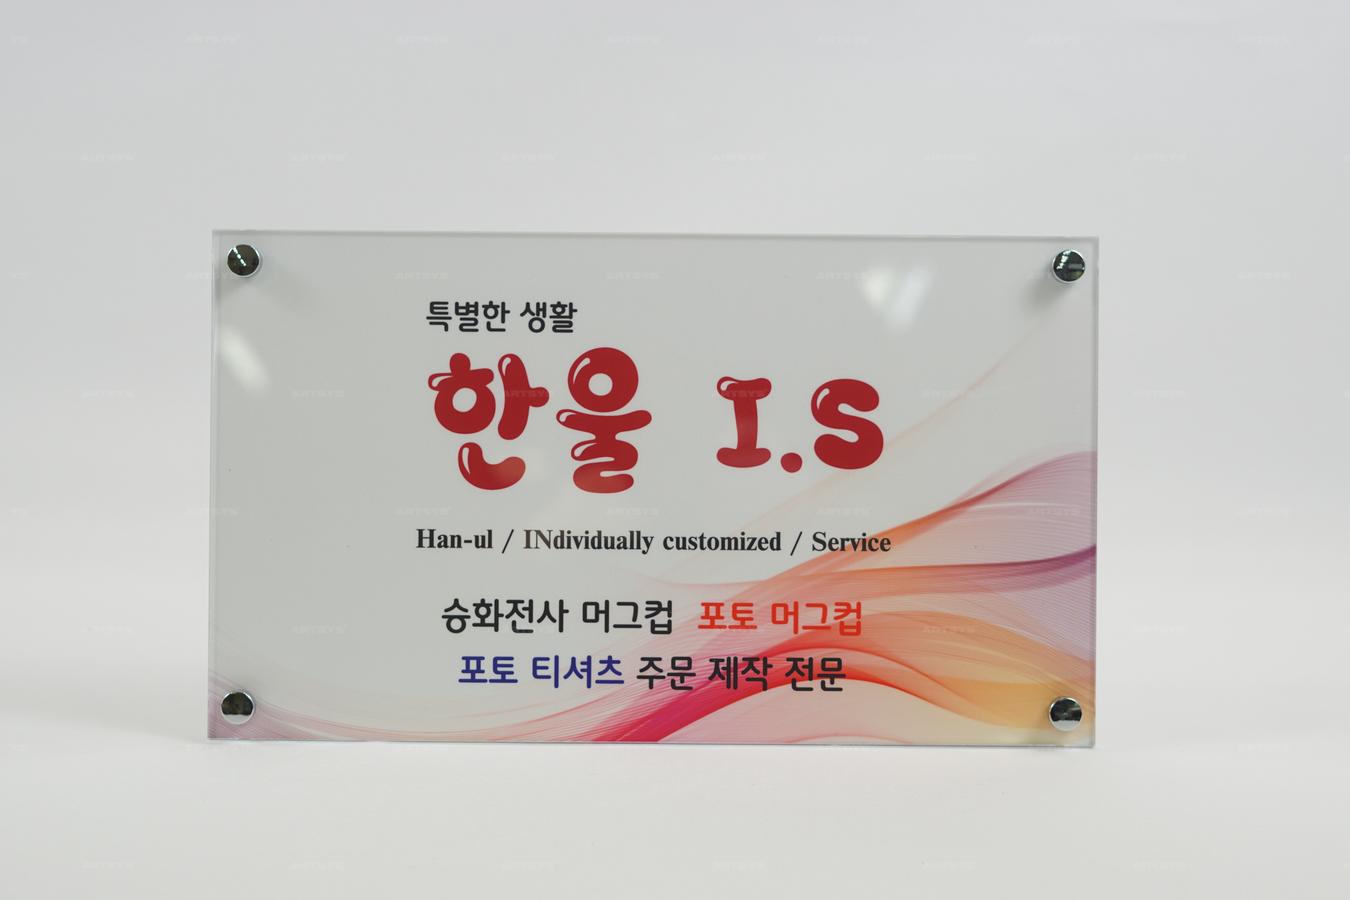 특별한 생활
한울 I.S
Han-ul / INdividually customized / Service
승화전사 머그컵 포토 머그컵
포토 티셔츠 주문 제작 전문